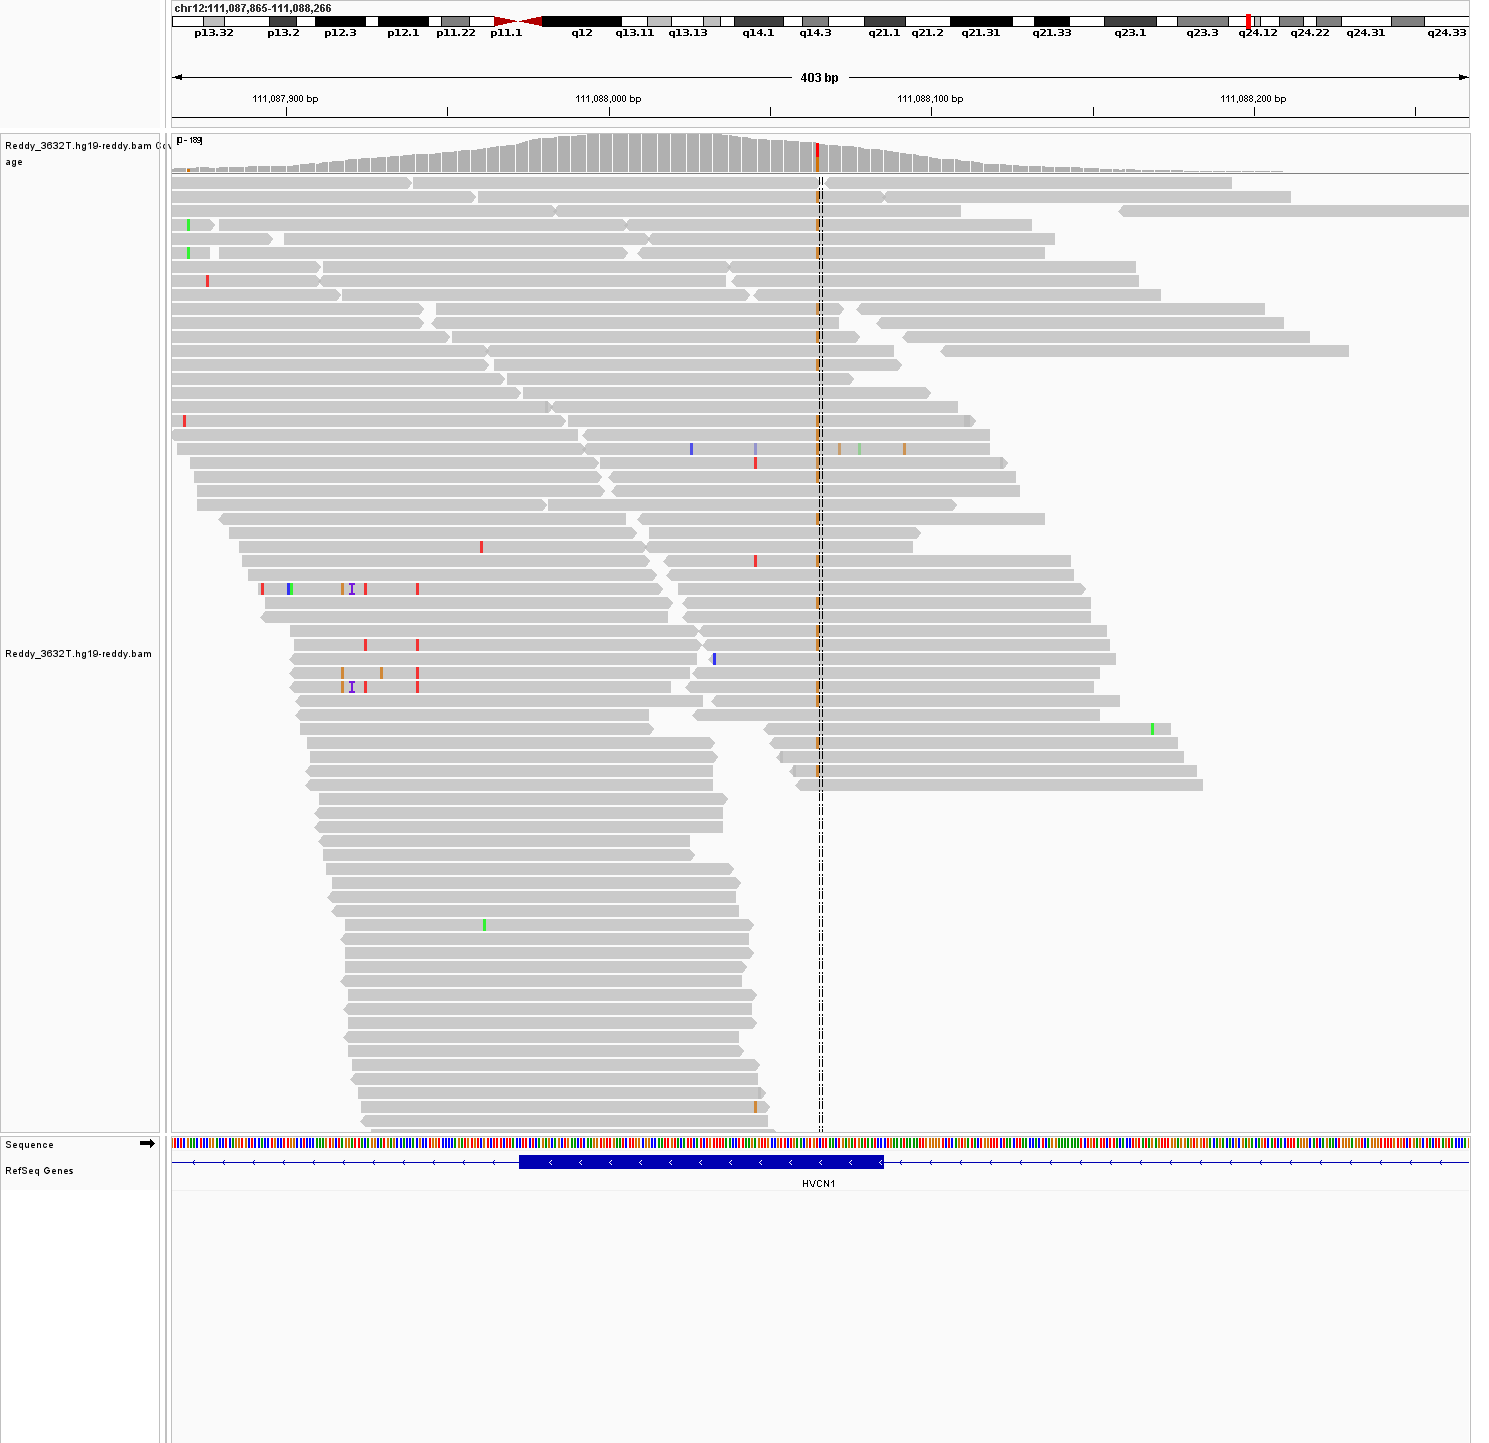 chr12:111,087,865-111,088,266
p13.32 p13.2 p12.3 p12.1 p11.22 p11.1 q12 q13.11 q13.13 q14.1 q14.3 q21.1 q21.2 q21.31 q21.33 q23.1 q23.3 q24.12 q24.22 q24.31 q24.33
403 bp
111,087,900 bp 111,088,000 bp 111,088,100 bp 111,088,200 bp
[0 - 189]
Reddy_3632T.hg19-reddy.bam Cov
age
Reddy_3632T.hg19-reddy.bam
Sequence
RefSeq Genes
HVCN1